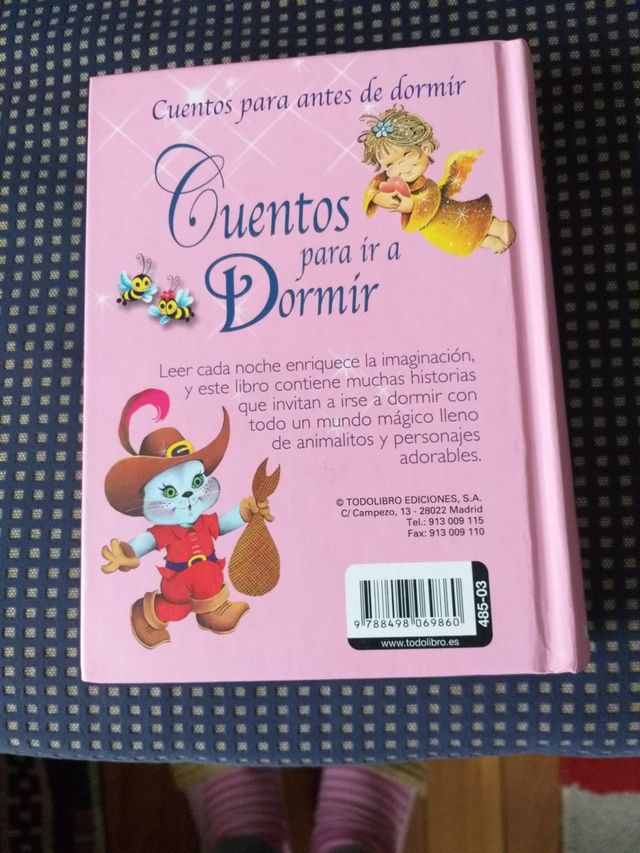 Cuentos para antes de dormir
Cuentos
para ir a
Dormir
Leer cada noche enriquece la imaginación,
y este libro contiene muchas historias
que invitan a irse a dormir con
todo un mundo mágico lleno
de animalitos y personajes
adorables.
© TODOLIBRO EDICIONES, S.A.
C/ Campezo, 13 - 28022 Madrid
Tel.: 913 009 115
Fax: 913 009 110
9 788498 069860
485-03
www.todolibro.es